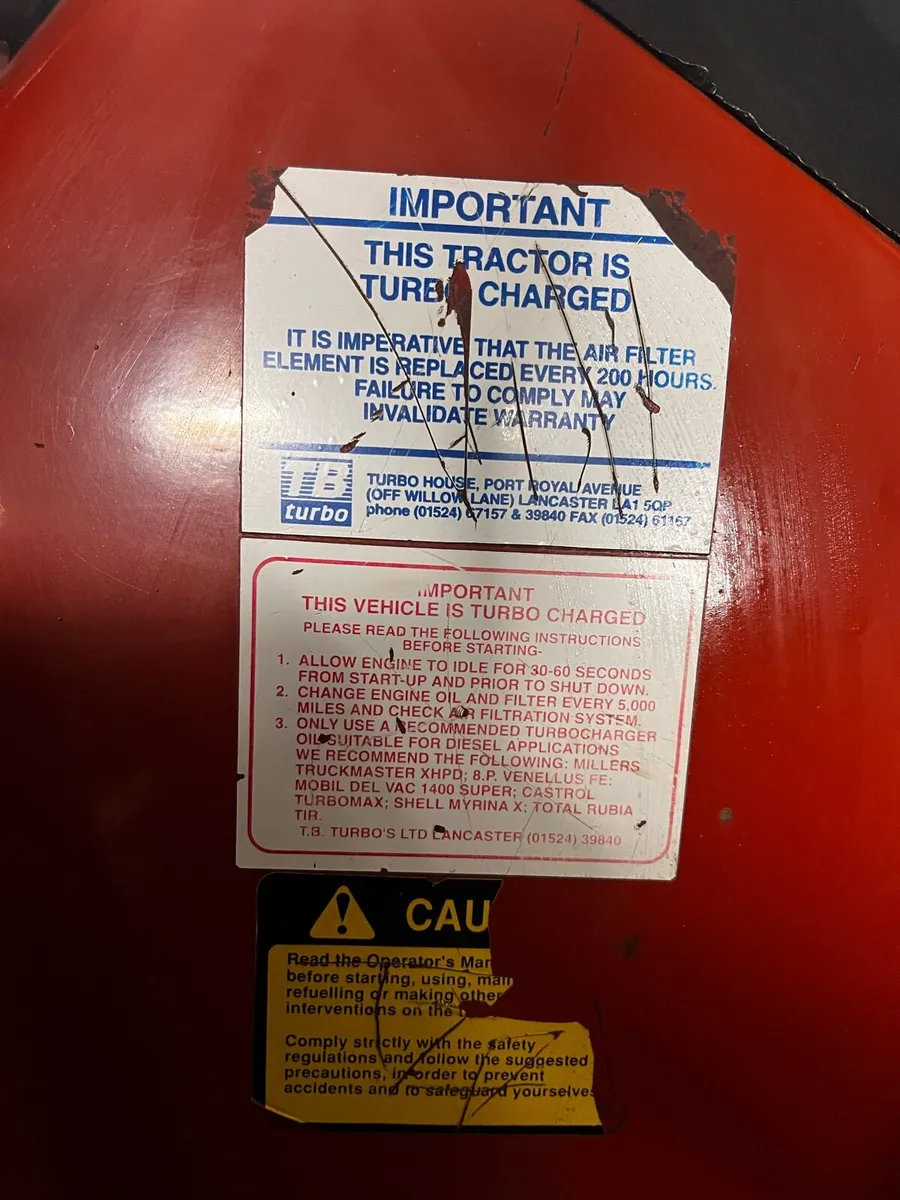 IMPORTANT
THIS TRACTOR IS
TURBO CHARGED
IT IS IMPERATIVE THAT THE AIR FILTER
ELEMENT IS REPLACED EVERY 200 HOURS.
FAILURE TO COMPLY MAY
INVALIDATE WARRANTY
TB
turbo
TURBO HOUSE, PORT ROYAL AVENUE
(OFF WILLOW LANE) LANCASTER LA1 5QP
phone (01524) 67157 & 39840 FAX (01524) 61167
IMPORTANT
THIS VEHICLE IS TURBO CHARGED
PLEASE READ THE FOLLOWING INSTRUCTIONS
BEFORE STARTING-
1. ALLOW ENGINE TO IDLE FOR 30-60 SECONDS
FROM START-UP AND PRIOR TO SHUT DOWN.
2. CHANGE ENGINE OIL AND FILTER EVERY 5,000
MILES AND CHECK AIR FILTRATION SYSTEM.
3. ONLY USE A RECOMMENDED TURBOCHARGER
OIL SUITABLE FOR DIESEL APPLICATIONS
WE RECOMMEND THE FOLLOWING: MILLERS
TRUCKMASTER XHPD; B.P. VENELLUS FE:
MOBIL DEL VAC 1400 SUPER; CASTROL
TURBOMAX; SHELL MYRINA X; TOTAL RUBIA
TIR.
T.B. TURBO'S LTD LANCASTER (01524) 39840
CAU
Read the Operator's Man
before starting, using, main
refuelling or making other
interventions on the
Comply strictly with the safety
regulations and follow the suggested
precautions, in order to prevent
accidents and to safeguard yourselves